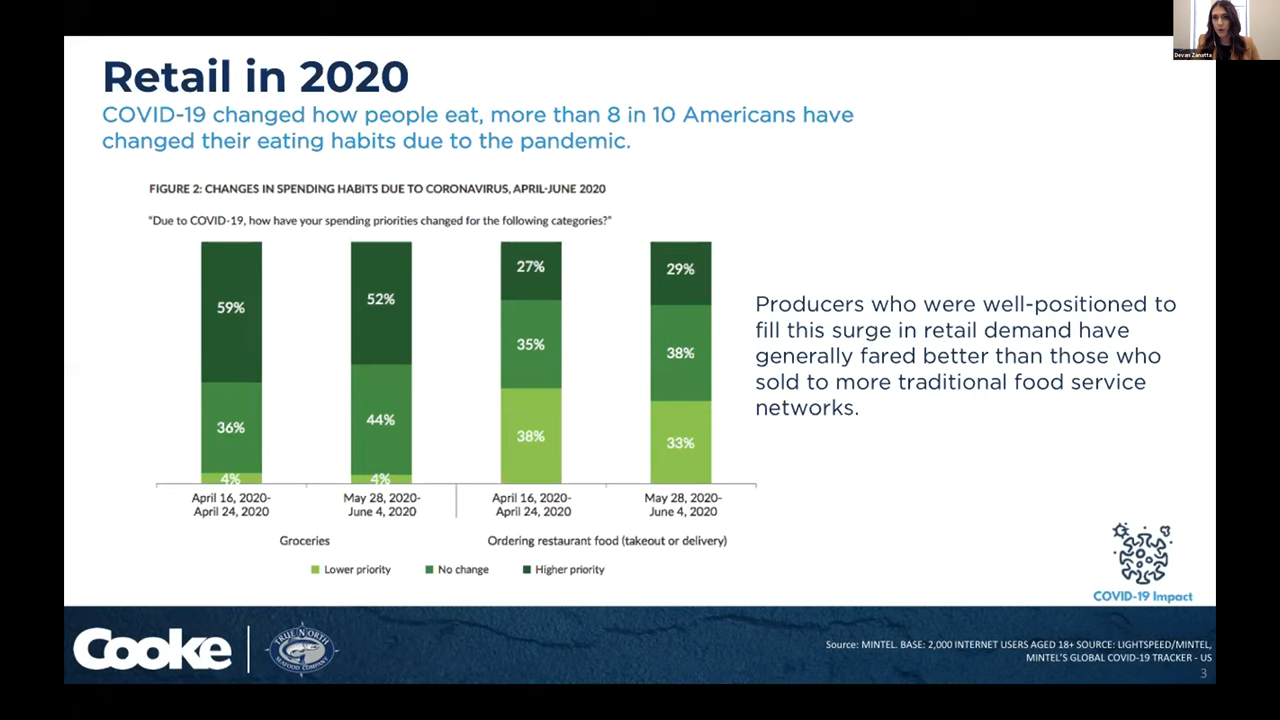 Devan Zanatta
Retail in 2020
COVID-19 changed how people eat, more than 8 in 10 Americans have
changed their eating habits due to the pandemic.
FIGURE 2: CHANGES IN SPENDING HABITS DUE TO CORONAVIRUS, APRIL-JUNE 2020
"Due to COVID-19, how have your spending priorities changed for the following categories?"
59%
52%
27%
29%
36%
44%
35%
38%
4%
4%
38%
33%
Producers who were well-positioned to
fill this surge in retail demand have
generally fared better than those who
sold to more traditional food service
networks.
April 16, 2020-
April 24, 2020
May 28, 2020-
June 4, 2020
April 16, 2020-
April 24, 2020
May 28, 2020-
June 4, 2020
Groceries
Ordering restaurant food (takeout or delivery)
Lower priority
No change
Higher priority
COVID-19 Impact
Cooke
TRUE NORTH
SEAFOOD COMPANY
Source: MINTEL. BASE: 2,000 INTERNET USERS AGED 18+ SOURCE: LIGHTSPEED/MINTEL,
MINTEL'S GLOBAL COVID-19 TRACKER - US
3